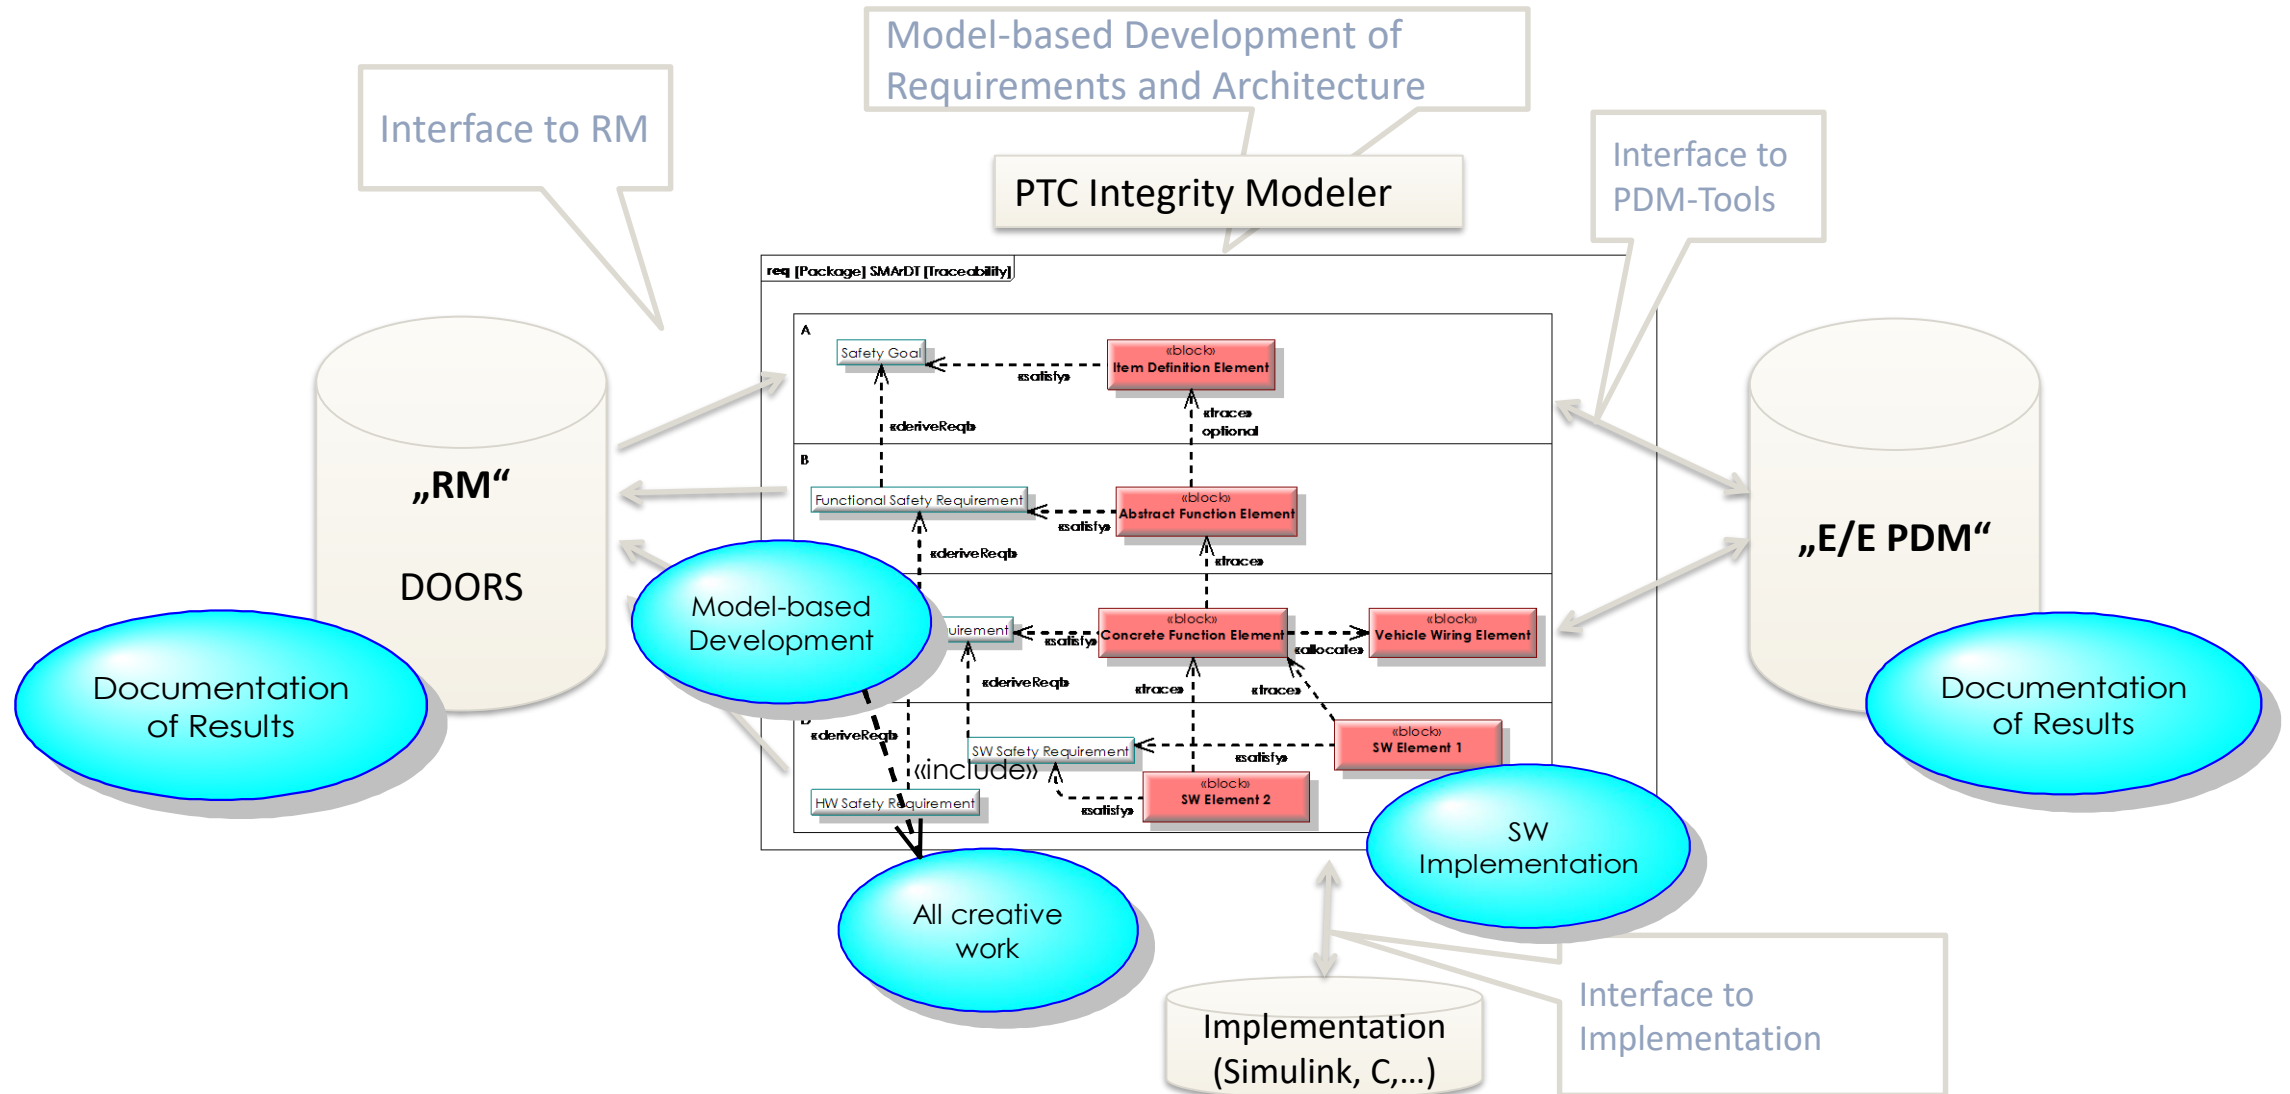 Model-based Development of
Requirements and Architecture
Interface to RM
Interface to
PDM-Tools
PTC Integrity Modeler
req [Package] SMArDT [Traceability]
A
Safety Goal
«satisfy»
«block»
Item Definition Element
«deriveReqt»
«trace»
optional
B
Functional Safety Requirement
«satisfy»
«block»
Abstract Function Element
«deriveReqt»
«trace»
„RM“
DOORS
„E/E PDM“
Model-based
Development
uirement
«satisfy»
«block»
Concrete Function Element
«allocate»
«block»
Vehicle Wiring Element
«deriveReqt»
«trace»
«trace»
Documentation
of Results
Documentation
of Results
D
«deriveReqt»
SW Safety Requirement
«satisfy»
«block»
SW Element 1
«include»
HW Safety Requirement
«satisfy»
«block»
SW Element 2
SW
Implementation
All creative
work
Interface to
Implementation
Implementation
(Simulink, C,...)